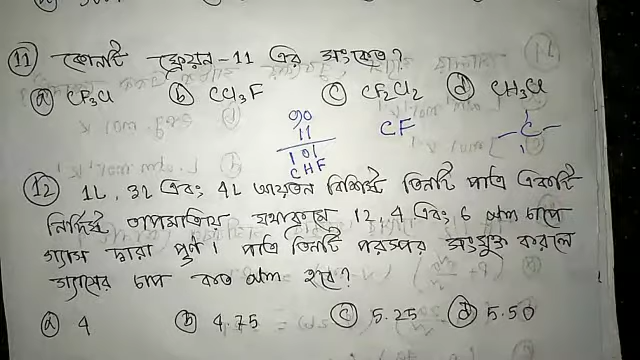 11 কোনটি ফ্রেয়ন-11 এর সংকেত?
a CF₃Cl b CCl₃F c CF₂Cl₂ d CH₃Cl
90
11
101
CHF
CF
C
12 1L, 3L এবং 4L আয়তন বিশিষ্ট তিনটি পাত্র একটি
নির্দিষ্ট তাপমাত্রায় যথাক্রমে 12, 4 এবং 6 atm চাপে
গ্যাস দ্বারা পূর্ণ। পাত্র তিনটি পরস্পর সংযুক্ত করলে
গ্যাসের চাপ কত atm হবে?
a 4 b 4.75 c 5.25 d 5.50